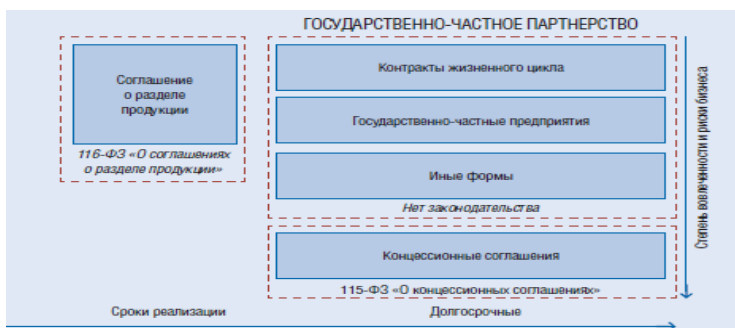 ГОСУДАРСТВЕННО-ЧАСТНОЕ ПАРТНЕРСТВО
Соглашение
о разделе
продукции
116-ФЗ «О соглашениях
о разделе продукции»
Контракты жизненного цикла
Государственно-частные предприятия
Иные формы
Нет законодательства
Концессионные соглашения
115-ФЗ «О концессионных соглашениях»
Степень вовлеченности и риски бизнеса
Сроки реализации
Долгосрочные